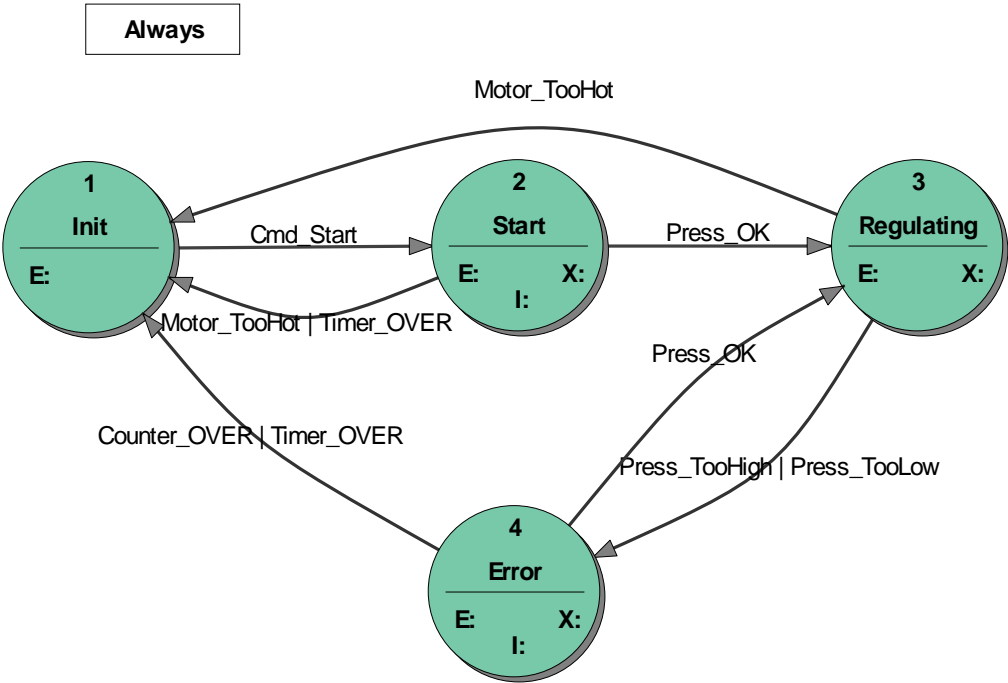 Always
Motor_TooHot
1
Init
E:
Cmd_Start
2
Start
E: X:
I:
Press_OK
3
Regulating
E: X:
Motor_TooHot | Timer_OVER
Press_OK
Counter_OVER | Timer_OVER
Press_TooHigh | Press_TooLow
4
Error
E: X:
I: